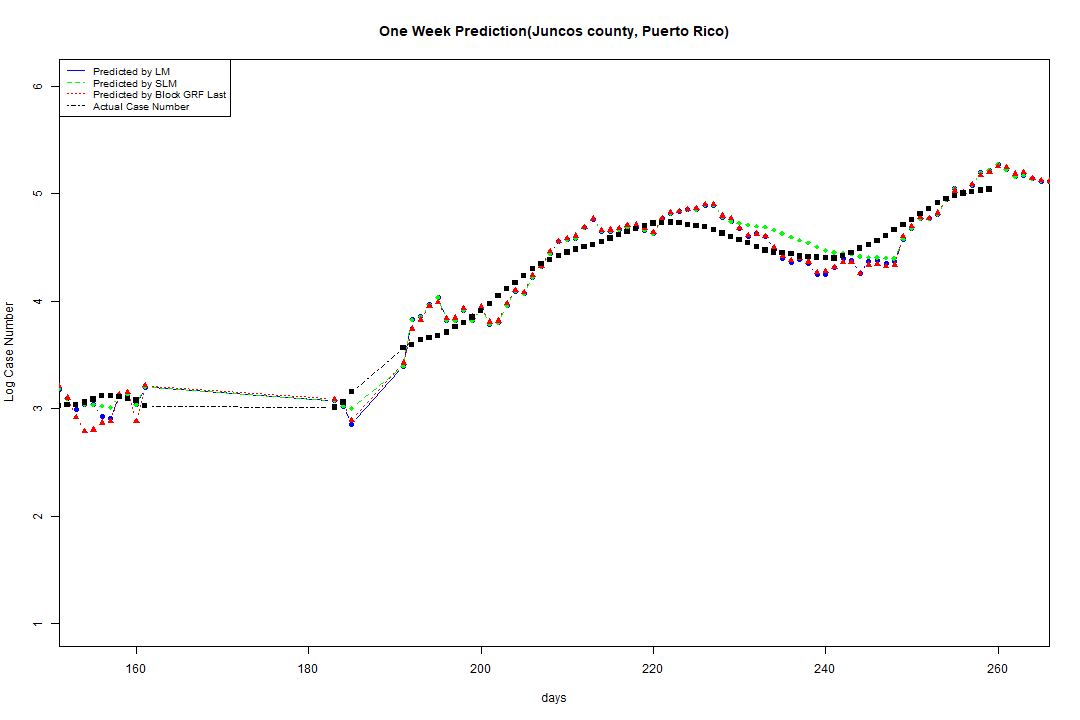 One Week Prediction(Juncos county, Puerto Rico)
Predicted by LM
Predicted by SLM
Predicted by Block GRF Last
Actual Case Number
6
5
4
3
2
1
Log Case Number
160 180 200 220 240 260
days